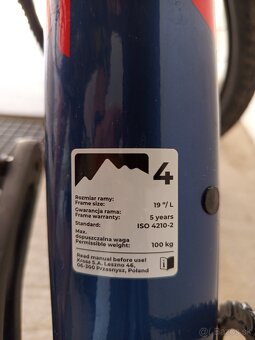 4
Rozmiar ramy:
Frame size: 19"/ L
Gwarancja rama:
Frame warranty: 5 years
Standard: ISO 4210-2
Max.
dopuszczalna waga
Permissible weight: 100 kg
Read manual before use!
Kross S.A. Leszno 46,
06-300 Przasnysz, Poland